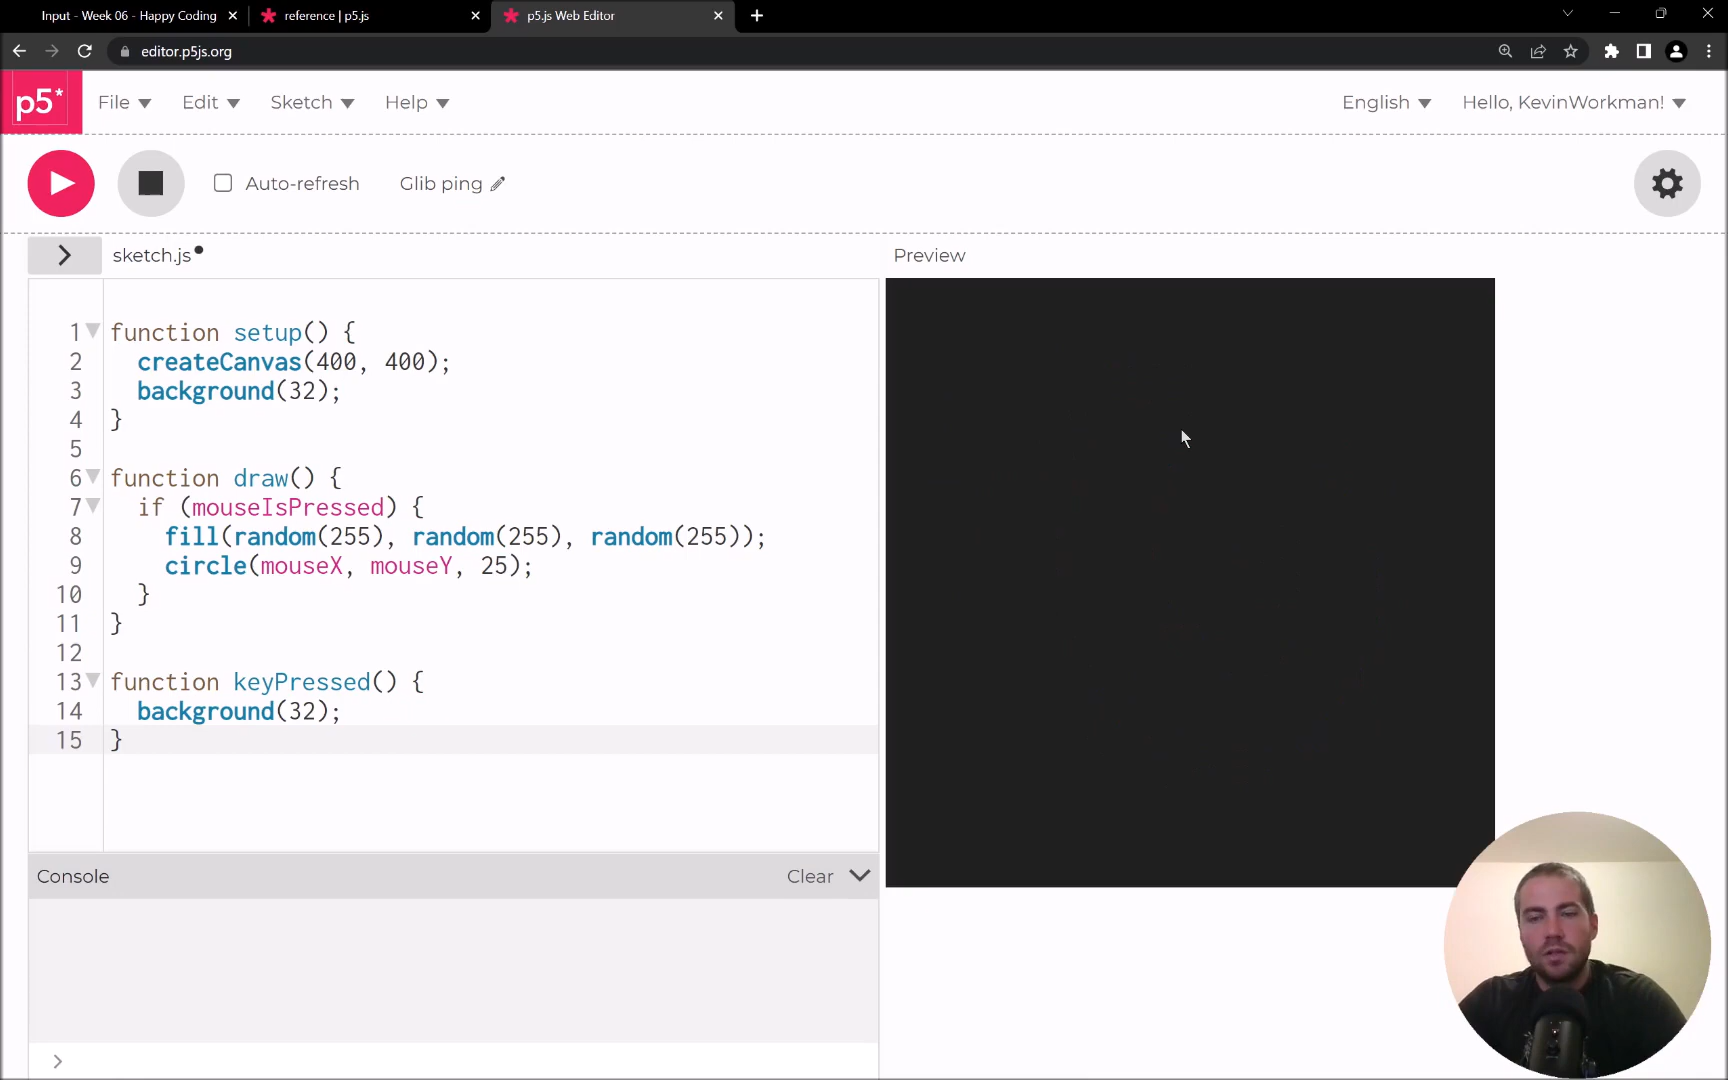 Input - Week 06 - Happy Coding
reference | p5.js
p5.js Web Editor
editor.p5js.org
p5*
File
Edit
Sketch
Help
English
Hello, KevinWorkman!
Auto-refresh
Glib ping
sketch.js
Preview
1 function setup() {
2 createCanvas(400, 400);
3 background(32);
4 }
5
6 function draw() {
7 if (mouseIsPressed) {
8 fill(random(255), random(255), random(255));
9 circle(mouseX, mouseY, 25);
10 }
11 }
12
13 function keyPressed() {
14 background(32);
15 }
Console
Clear
>